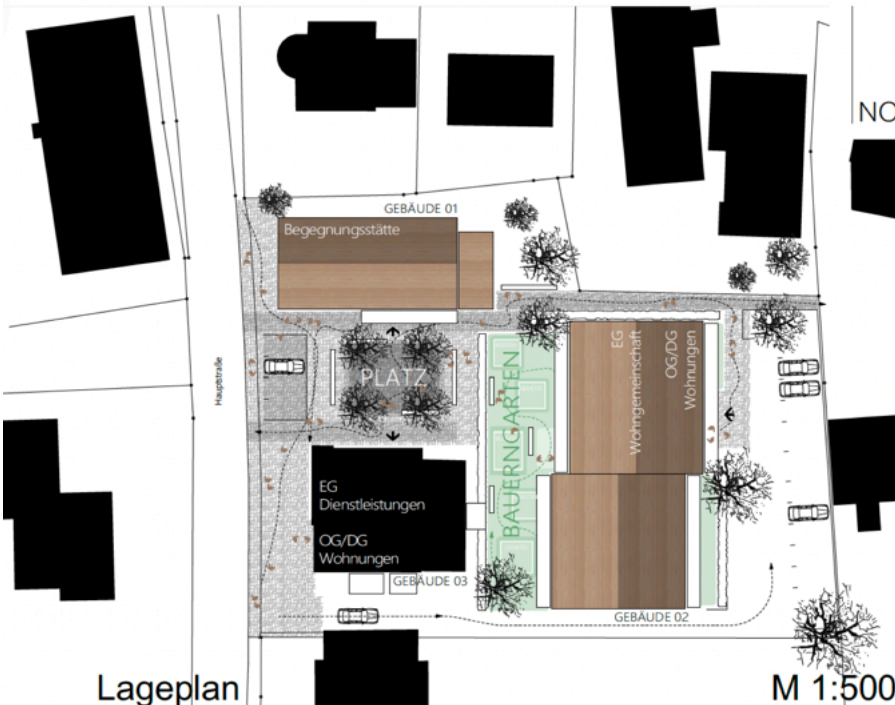 NO
GEBÄUDE 01
Begegnungsstätte
Hauptstraße
PLATZ
BAUERNGARTEN
EG
Wohngemeinschaft
OG/DG
Wohnungen
EG
Dienstleistungen
OG/DG
Wohnungen
GEBÄUDE 03
GEBÄUDE 02
Lageplan
M 1:500